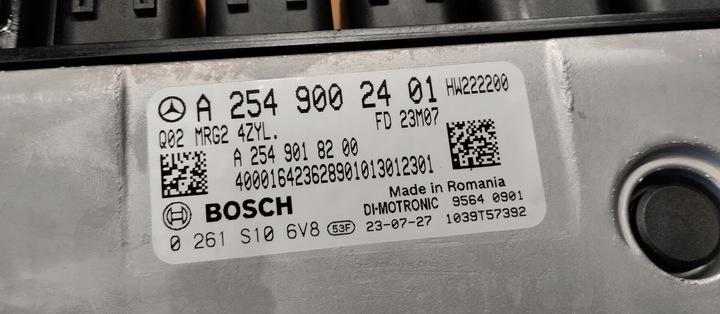 A 254 900 24 01 HW222200
Q02 MRG2 4ZYL. FD 23M07
A 254 901 82 00
400016423628901013012301
BOSCH Made in Romania
DI-MOTRONIC 9564 0901
0 261 S10 6V8 53F 23-07-27 1039T57392